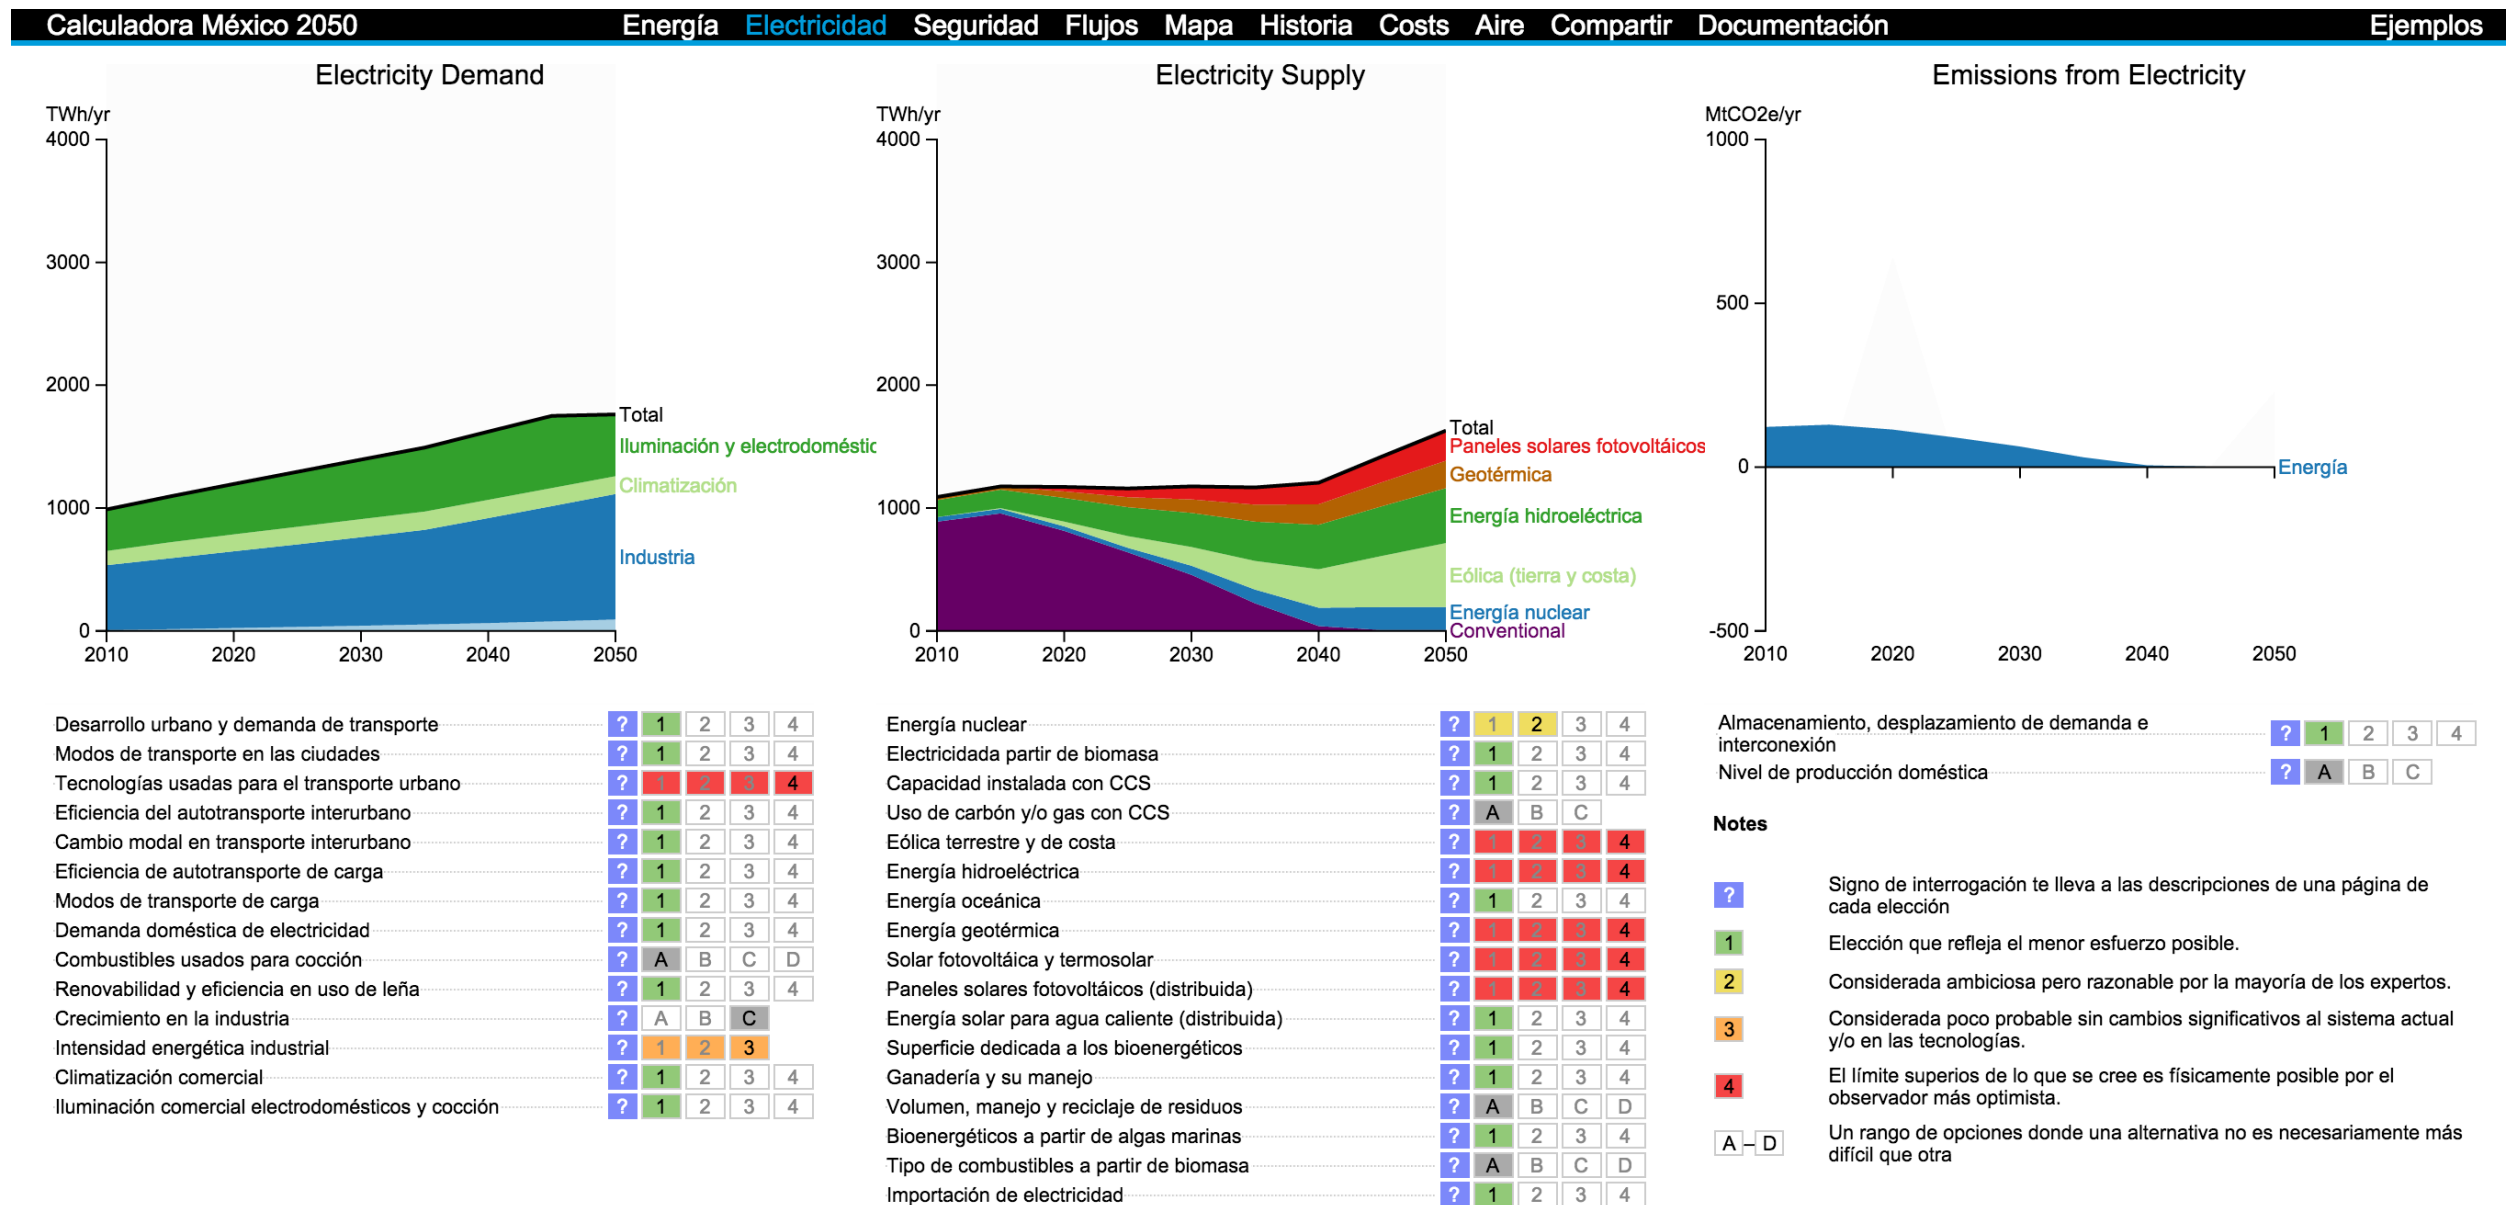 Calculadora México 2050 Energía Electricidad Seguridad Flujos Mapa Historia Costs Aire Compartir Documentación Ejemplos
Electricity Demand
TWh/yr
4000
3000
2000
1000
0
2010 2020 2030 2040 2050
Total
Iluminación y electrodoméstic
Climatización
Industria
Electricity Supply
TWh/yr
4000
3000
2000
1000
0
2010 2020 2030 2040 2050
Total
Paneles solares fotovoltáicos
Geotérmica
Energía hidroeléctrica
Eólica (tierra y costa)
Energía nuclear
Conventional
Emissions from Electricity
MtCO2e/yr
1000
500
0
-500
2010 2020 2030 2040 2050
Energía
Desarrollo urbano y demanda de transporte ? 1 2 3 4
Modos de transporte en las ciudades ? 1 2 3 4
Tecnologías usadas para el transporte urbano ? 1 2 3 4
Eficiencia del autotransporte interurbano ? 1 2 3 4
Cambio modal en transporte interurbano ? 1 2 3 4
Eficiencia de autotransporte de carga ? 1 2 3 4
Modos de transporte de carga ? 1 2 3 4
Demanda doméstica de electricidad ? 1 2 3 4
Combustibles usados para cocción ? A B C D
Renovabilidad y eficiencia en uso de leña ? 1 2 3 4
Crecimiento en la industria ? A B C
Intensidad energética industrial ? 1 2 3
Climatización comercial ? 1 2 3 4
Iluminación comercial electrodomésticos y cocción ? 1 2 3 4
Energía nuclear ? 1 2 3 4
Electricidada partir de biomasa ? 1 2 3 4
Capacidad instalada con CCS ? 1 2 3 4
Uso de carbón y/o gas con CCS ? A B C
Eólica terrestre y de costa ? 1 2 3 4
Energía hidroeléctrica ? 1 2 3 4
Energía oceánica ? 1 2 3 4
Energía geotérmica ? 1 2 3 4
Solar fotovoltáica y termosolar ? 1 2 3 4
Paneles solares fotovoltáicos (distribuida) ? 1 2 3 4
Energía solar para agua caliente (distribuida) ? 1 2 3 4
Superficie dedicada a los bioenergéticos ? 1 2 3 4
Ganadería y su manejo ? 1 2 3 4
Volumen, manejo y reciclaje de residuos ? A B C D
Bioenergéticos a partir de algas marinas ? 1 2 3 4
Tipo de combustibles a partir de biomasa ? A B C D
Importación de electricidad ? 1 2 3 4
Almacenamiento, desplazamiento de demanda e
interconexión ? 1 2 3 4
Nivel de producción doméstica ? A B C
Notes
? Signo de interrogación te lleva a las descripciones de una página de
cada elección
1 Elección que refleja el menor esfuerzo posible.
2 Considerada ambiciosa pero razonable por la mayoría de los expertos.
3 Considerada poco probable sin cambios significativos al sistema actual
y/o en las tecnologías.
4 El límite superios de lo que se cree es físicamente posible por el
observador más optimista.
A – D Un rango de opciones donde una alternativa no es necesariamente más
difícil que otra